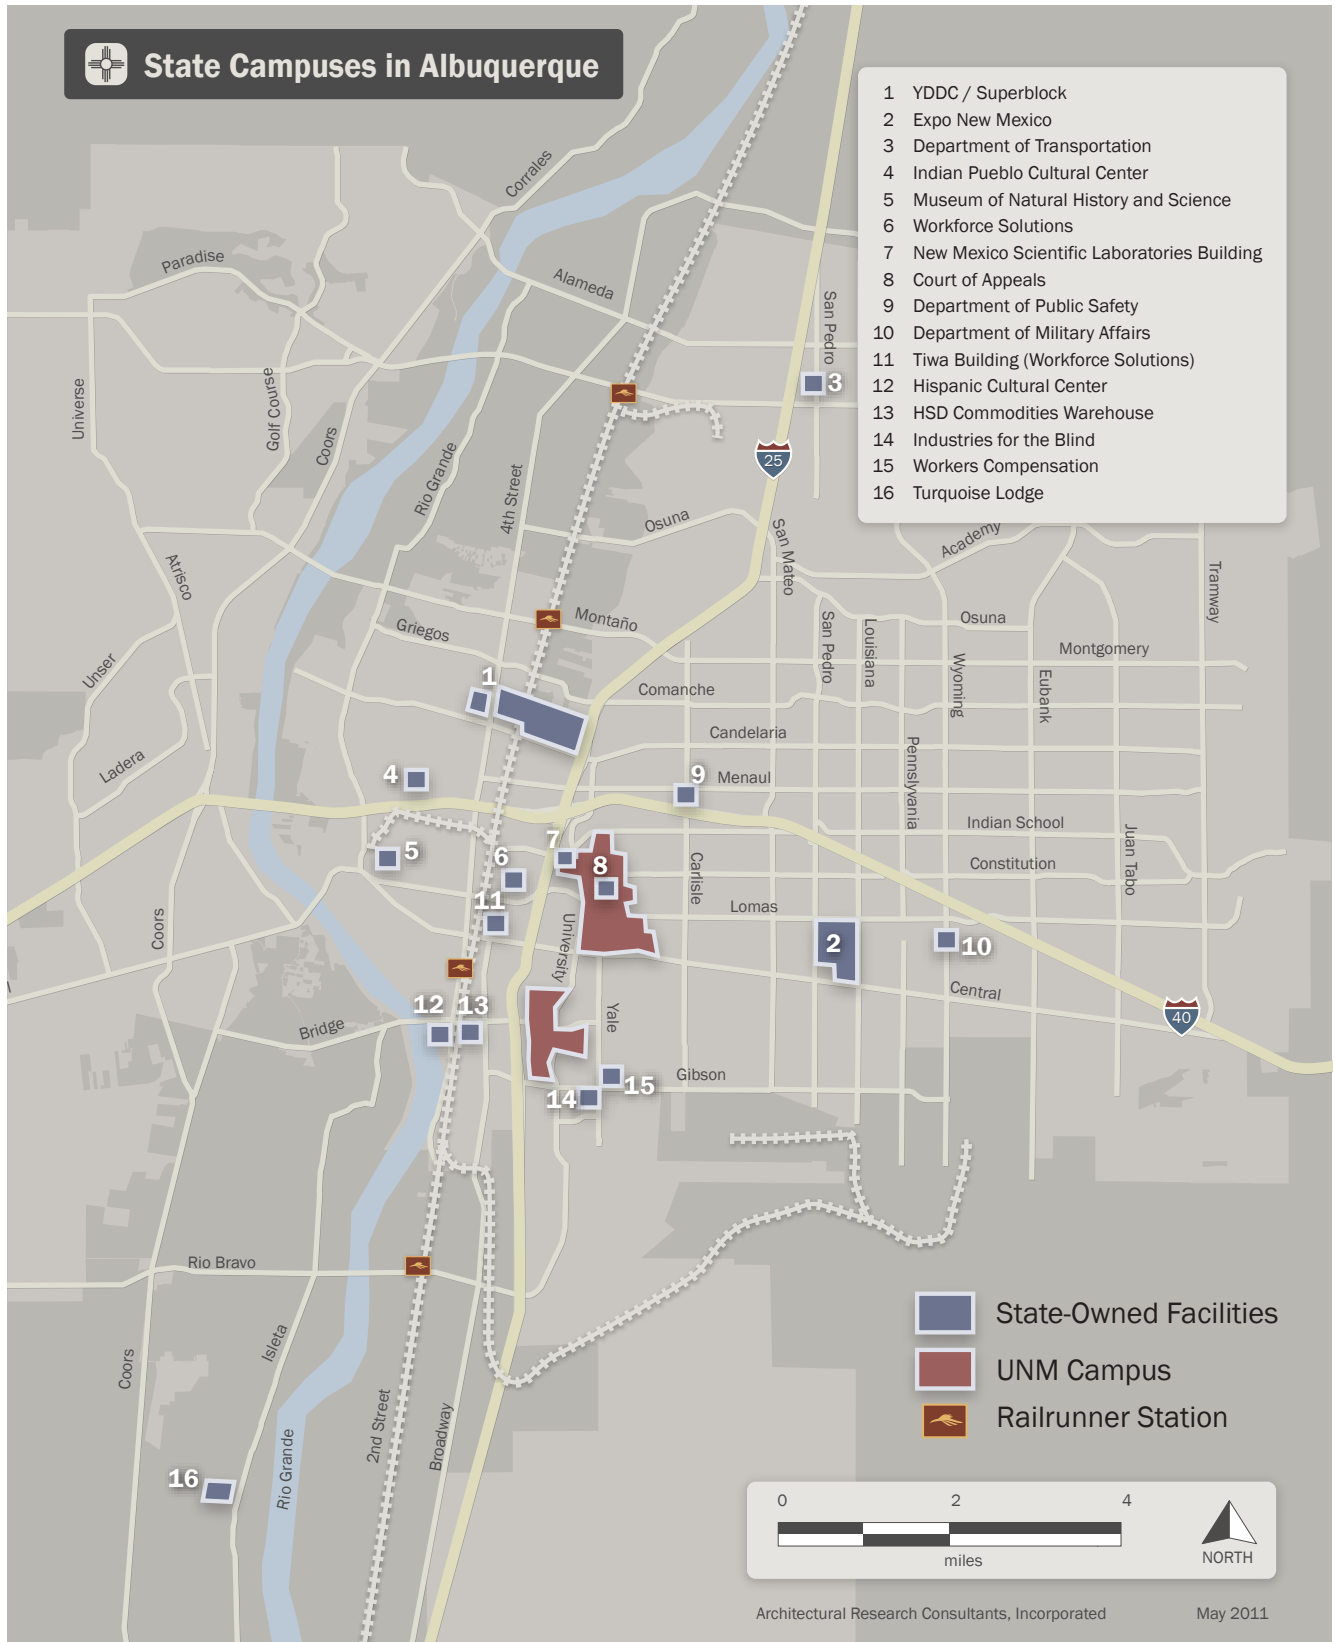 State Campuses in Albuquerque
1 YDDC / Superblock
2 Expo New Mexico
3 Department of Transportation
4 Indian Pueblo Cultural Center
5 Museum of Natural History and Science
6 Workforce Solutions
7 New Mexico Scientific Laboratories Building
8 Court of Appeals
9 Department of Public Safety
10 Department of Military Affairs
11 Tiwa Building (Workforce Solutions)
12 Hispanic Cultural Center
13 HSD Commodities Warehouse
14 Industries for the Blind
15 Workers Compensation
16 Turquoise Lodge
Corrales
Paradise
Alameda
San Pedro
3
Universe
Golf Course
Coors
Rio Grande
4th Street
25
Osuna
San Mateo
Academy
Atrisco
Tramway
Montaño
Griegos
San Pedro
Louisiana
Osuna
Wyoming
Montgomery
Eubank
Unser
1
Comanche
Candelaria
Pennslyvania
Ladera
4
9
Menaul
Indian School
Juan Tabo
5
6
7
8
Carlisle
Constitution
11
Lomas
Coors
University
2
10
Central
12
13
Yale
40
Bridge
15
Gibson
14
Rio Bravo
Isleta
Coors
2nd Street
Broadway
Rio Grande
16
State-Owned Facilities
UNM Campus
Railrunner Station
0 2 4
miles
NORTH
Architectural Research Consultants, Incorporated
May 2011